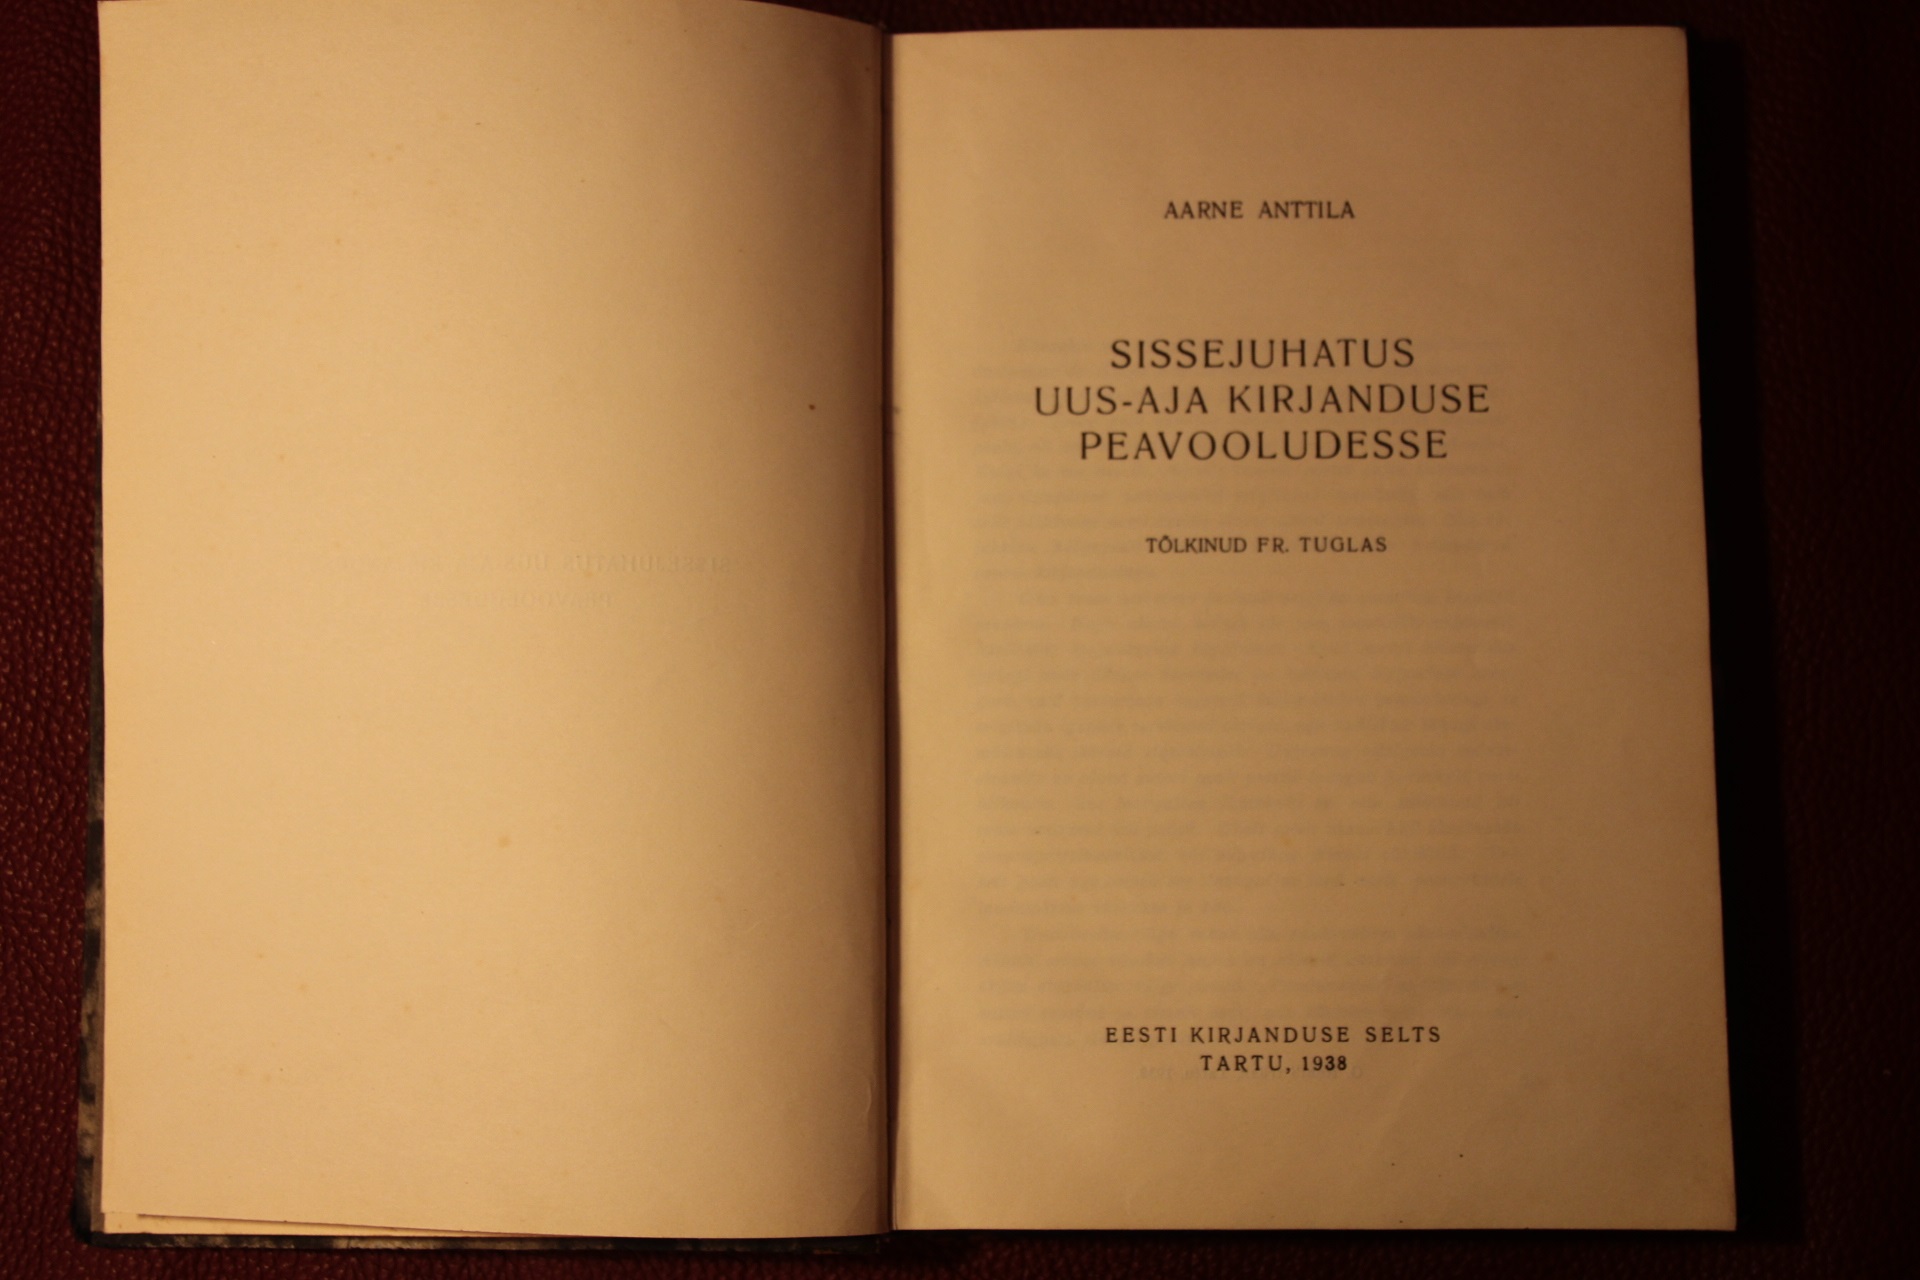 AARNE ANTTILA
SISSEJUHATUS
UUS-AJA KIRJANDUSE
PEAVOOLUDESSE
TÕLKINUD FR. TUGLAS
EESTI KIRJANDUSE SELTS
TARTU, 1938